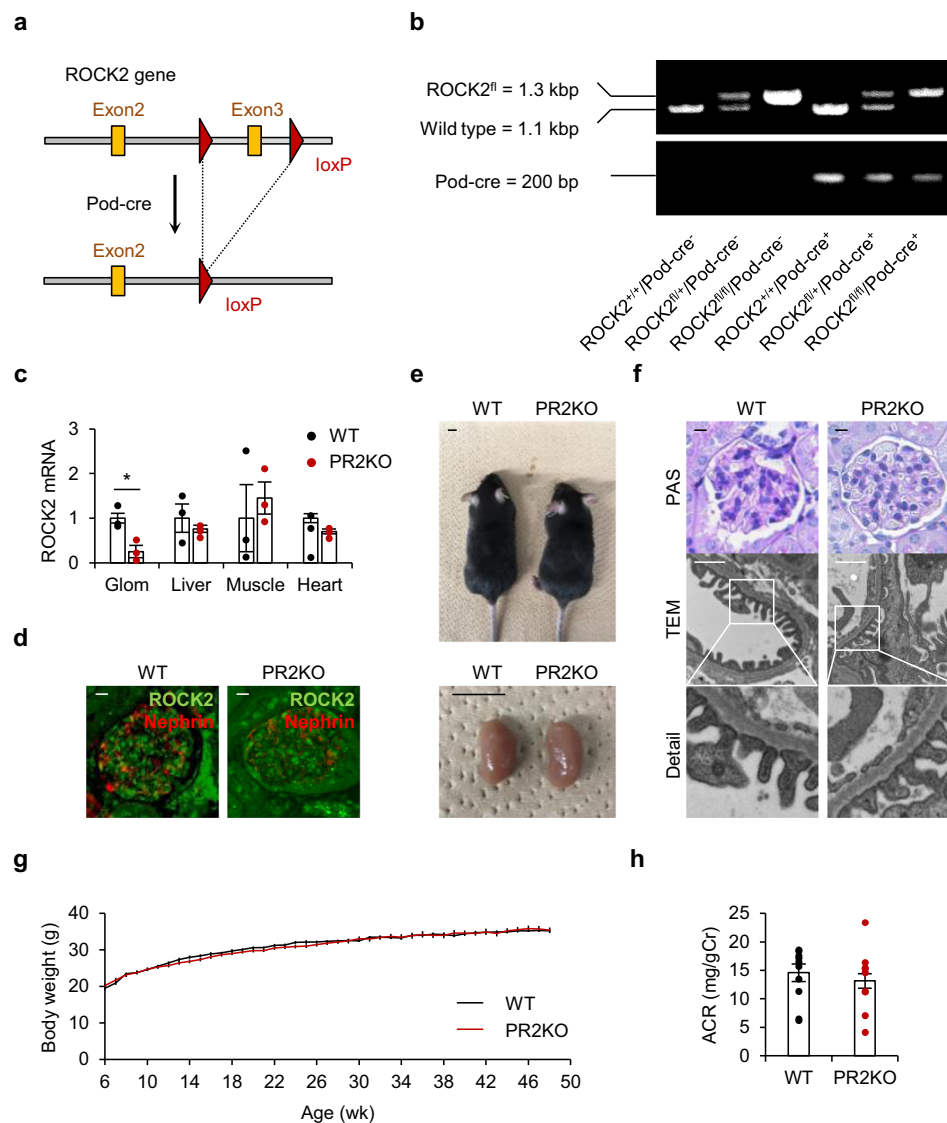 a
ROCK2 gene
Exon2
Exon3
loxP
Pod-cre
Exon2
loxP
b
ROCK2fl = 1.3 kbp
Wild type = 1.1 kbp
Pod-cre = 200 bp
ROCK2+/+/Pod-cre-
ROCK2fl/+/Pod-cre-
ROCK2fl/fl/Pod-cre-
ROCK2+/+/Pod-cre+
ROCK2fl/+/Pod-cre+
ROCK2fl/fl/Pod-cre+
c
ROCK2 mRNA
3
2
1
0
*
WT
PR2KO
Glom Liver Muscle Heart
d
WT PR2KO
ROCK2
Nephrin
ROCK2
Nephrin
e
WT PR2KO
WT PR2KO
f
WT PR2KO
PAS
TEM
Detail
g
Body weight (g)
40
30
20
10
0
WT
PR2KO
6 10 14 18 22 26 30 34 38 42 46 50
Age (wk)
h
ACR (mg/gCr)
25
20
15
10
5
0
WT PR2KO